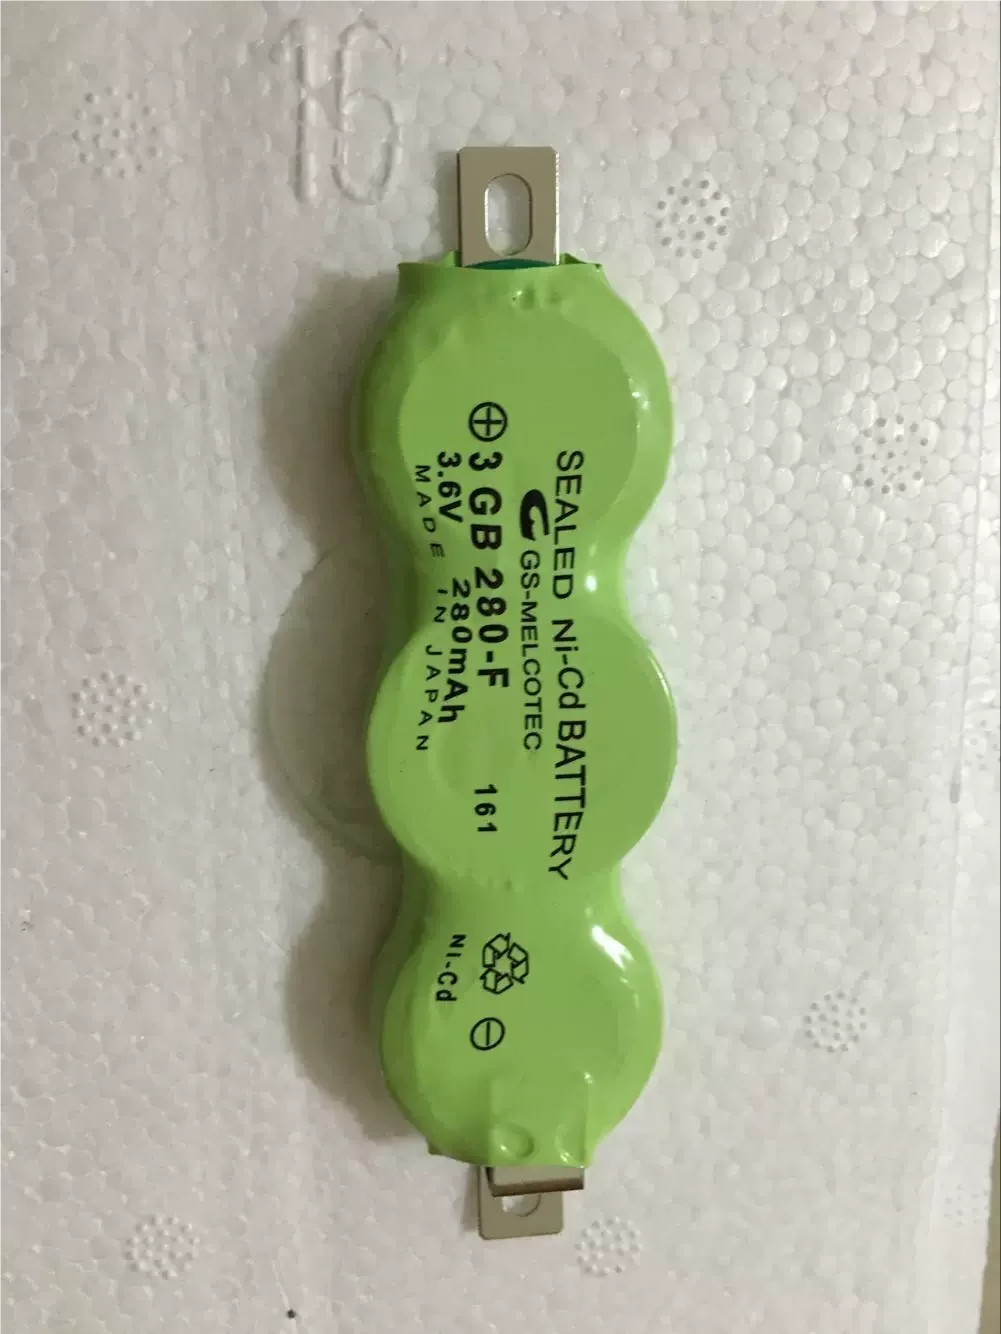 16
SEALED Ni-Cd BATTERY
GS-MELCOTEC
3 GB 280-F 161
3.6V 280mAh
MADE IN JAPAN
Ni-Cd